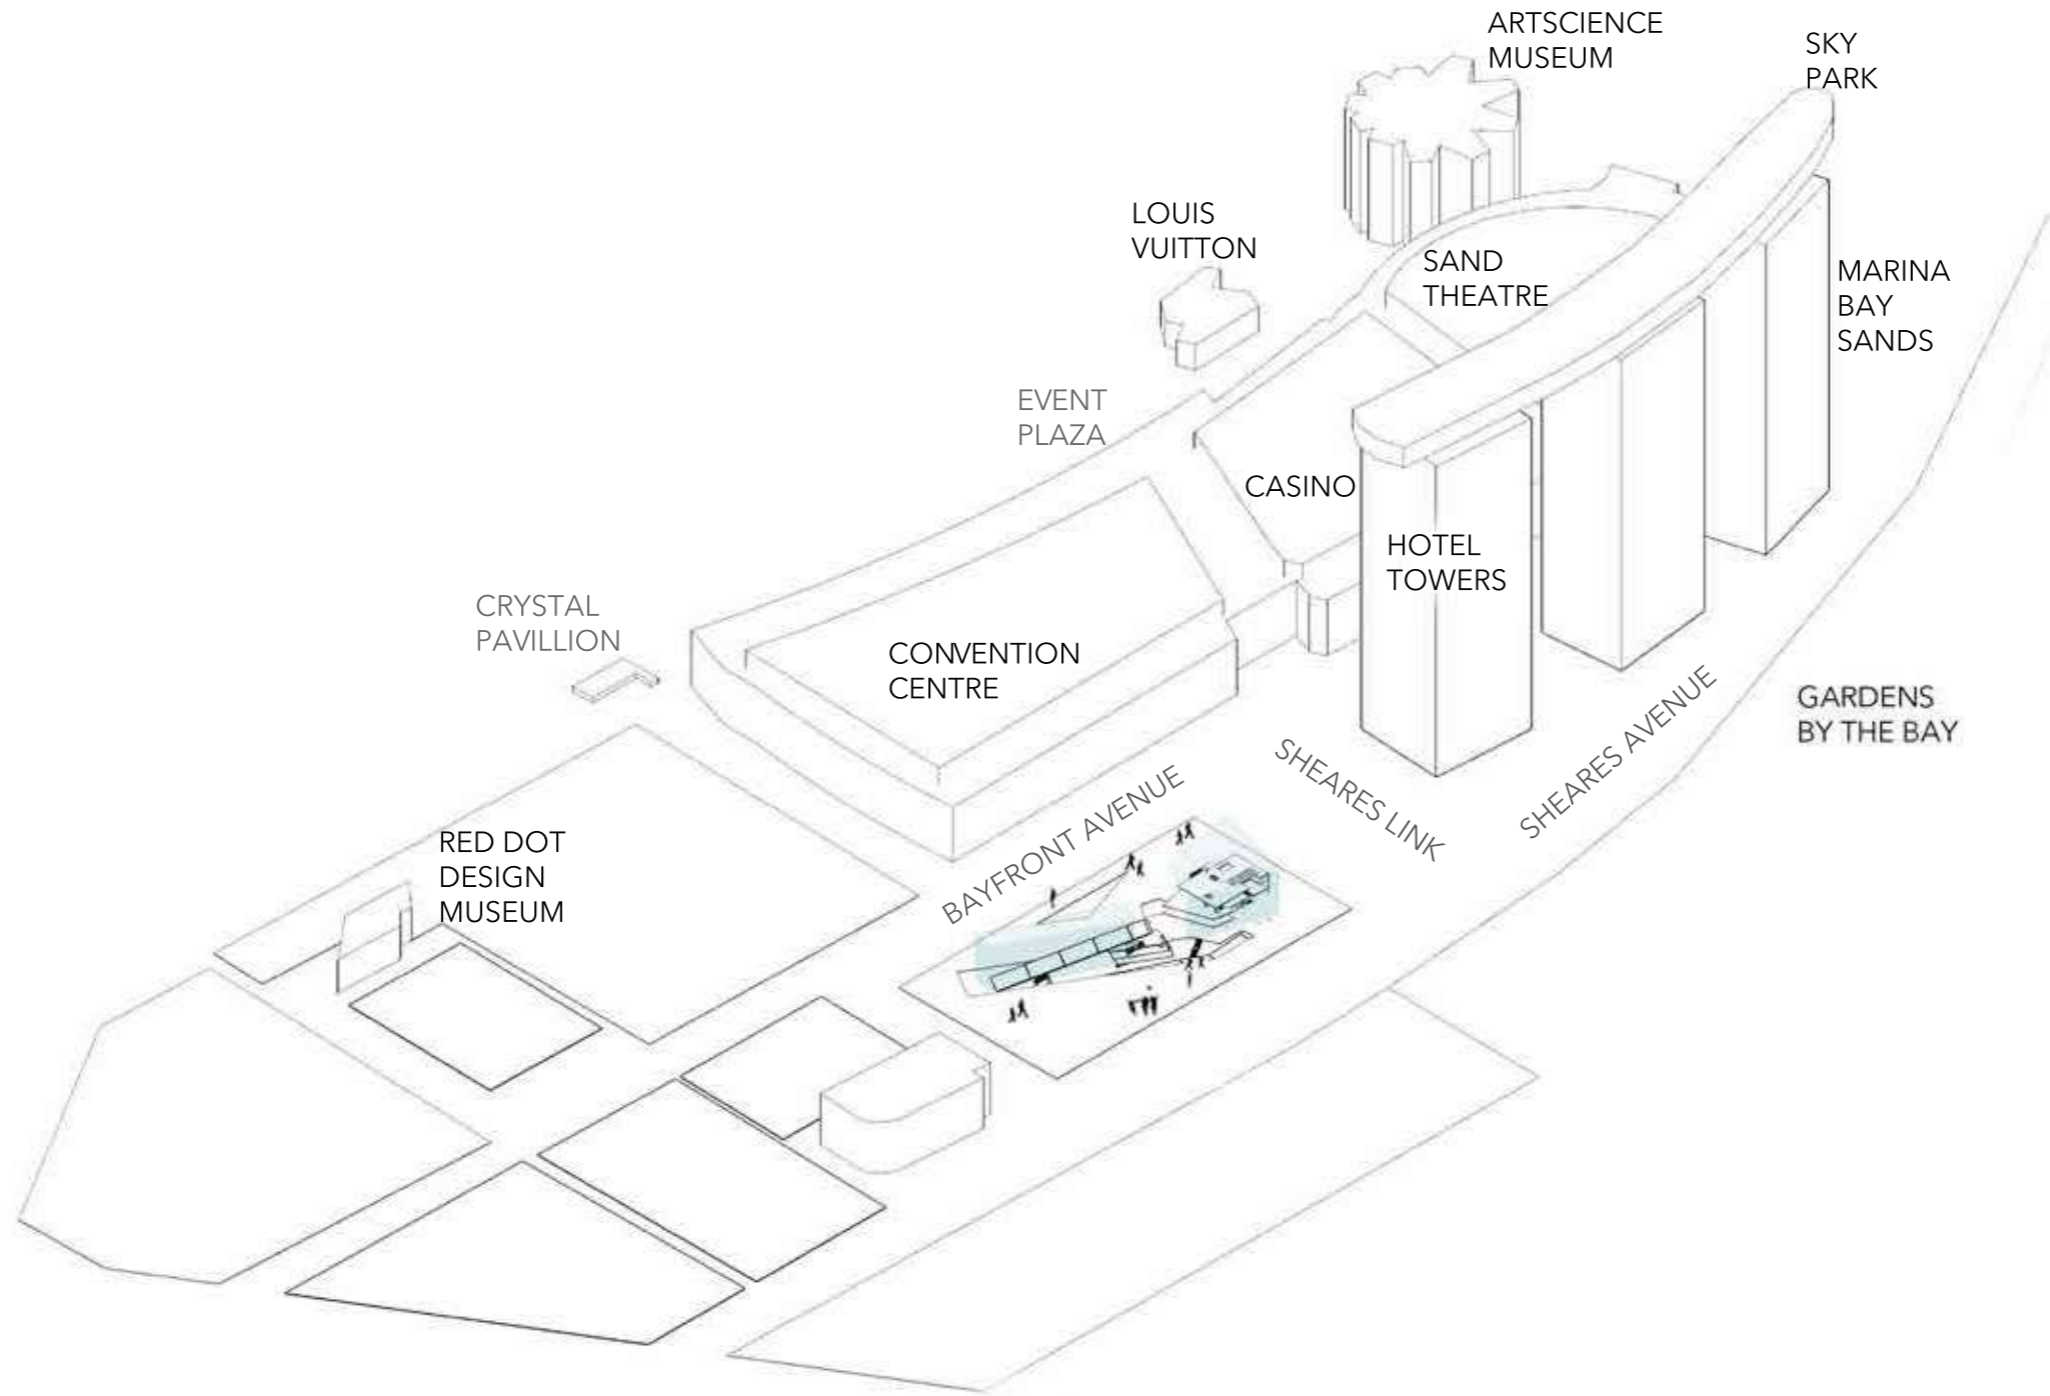 ARTSCIENCE
MUSEUM
SKY
PARK
LOUIS
VUITTON
SAND
THEATRE
MARINA
BAY
SANDS
EVENT
PLAZA
CASINO
HOTEL
TOWERS
CRYSTAL
PAVILLION
CONVENTION
CENTRE
GARDENS
BY THE BAY
SHEARES AVENUE
SHEARES LINK
BAYFRONT AVENUE
RED DOT
DESIGN
MUSEUM